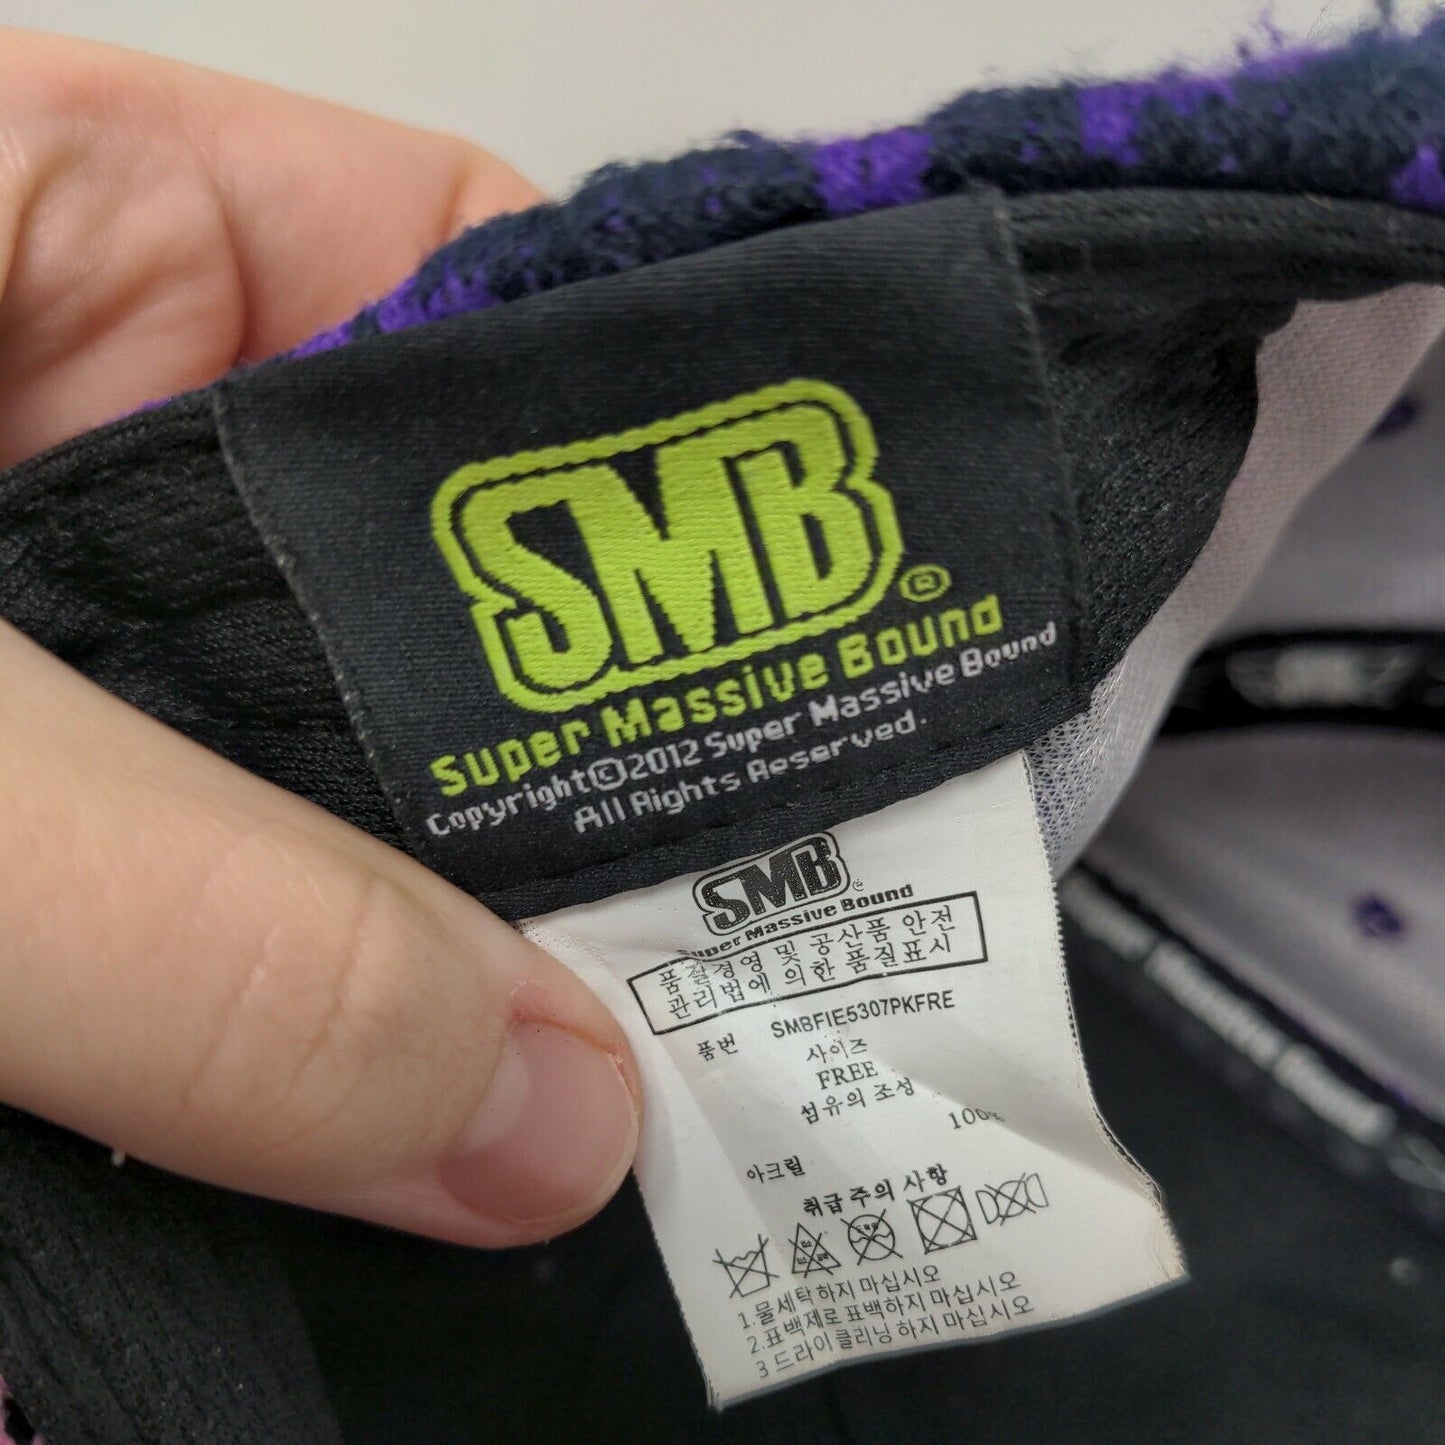 SMB
®
Super Massive Bound
Copyright©2012 Super Massive Bound
All Rights Reserved.
SMB
Super Massive Bound
품질경영 및 공산품 안전
관리법에 의한 품질표시
품번 SMBFIE5307PKFRE
사이즈
FREE
섬유의 조성
아크릴 100%
취급 주의 사항
1.물세탁하지 마십시오
2.표백제로 표백하지 마십시오
3 드라이 클리닝 하지 마십시오